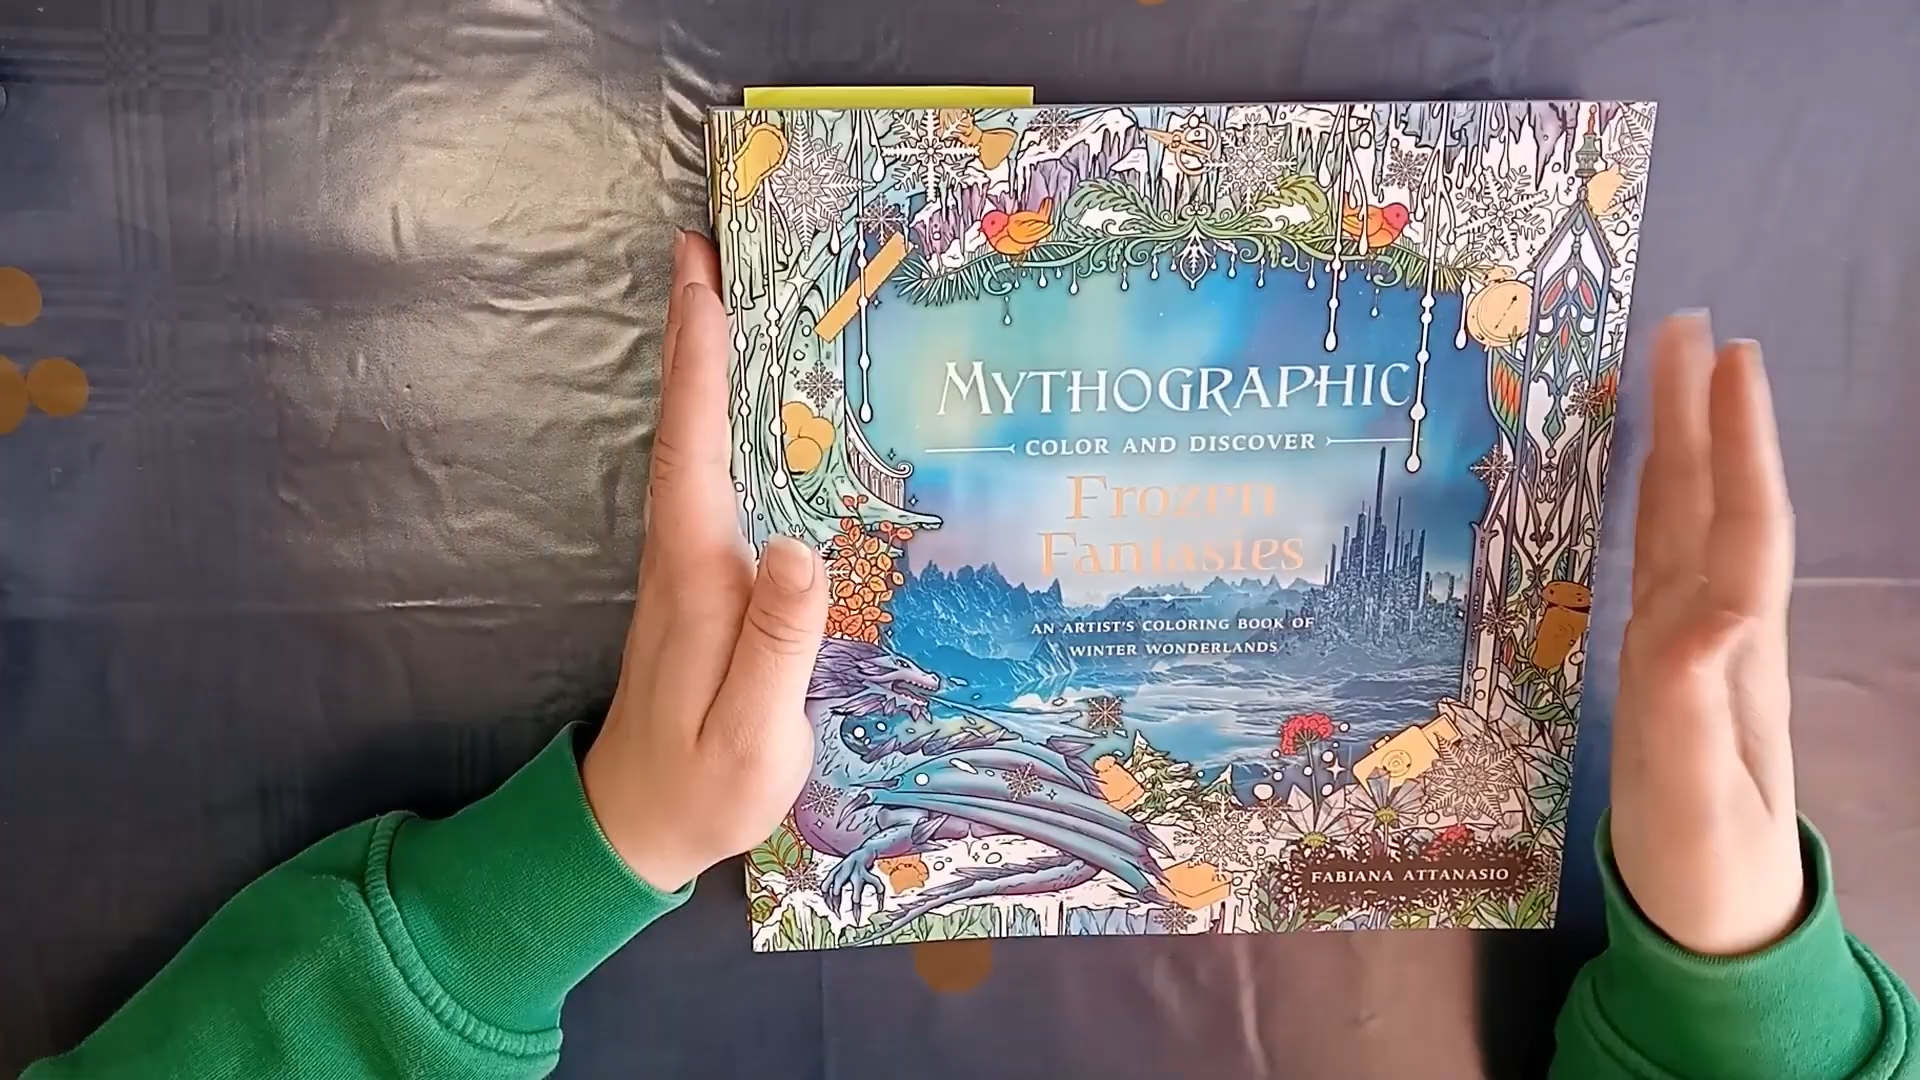 MYTHOGRAPHIC
COLOR AND DISCOVER
Frozen
Fantasies
AN ARTIST'S COLORING BOOK OF
WINTER WONDERLANDS
FABIANA ATTANASIO